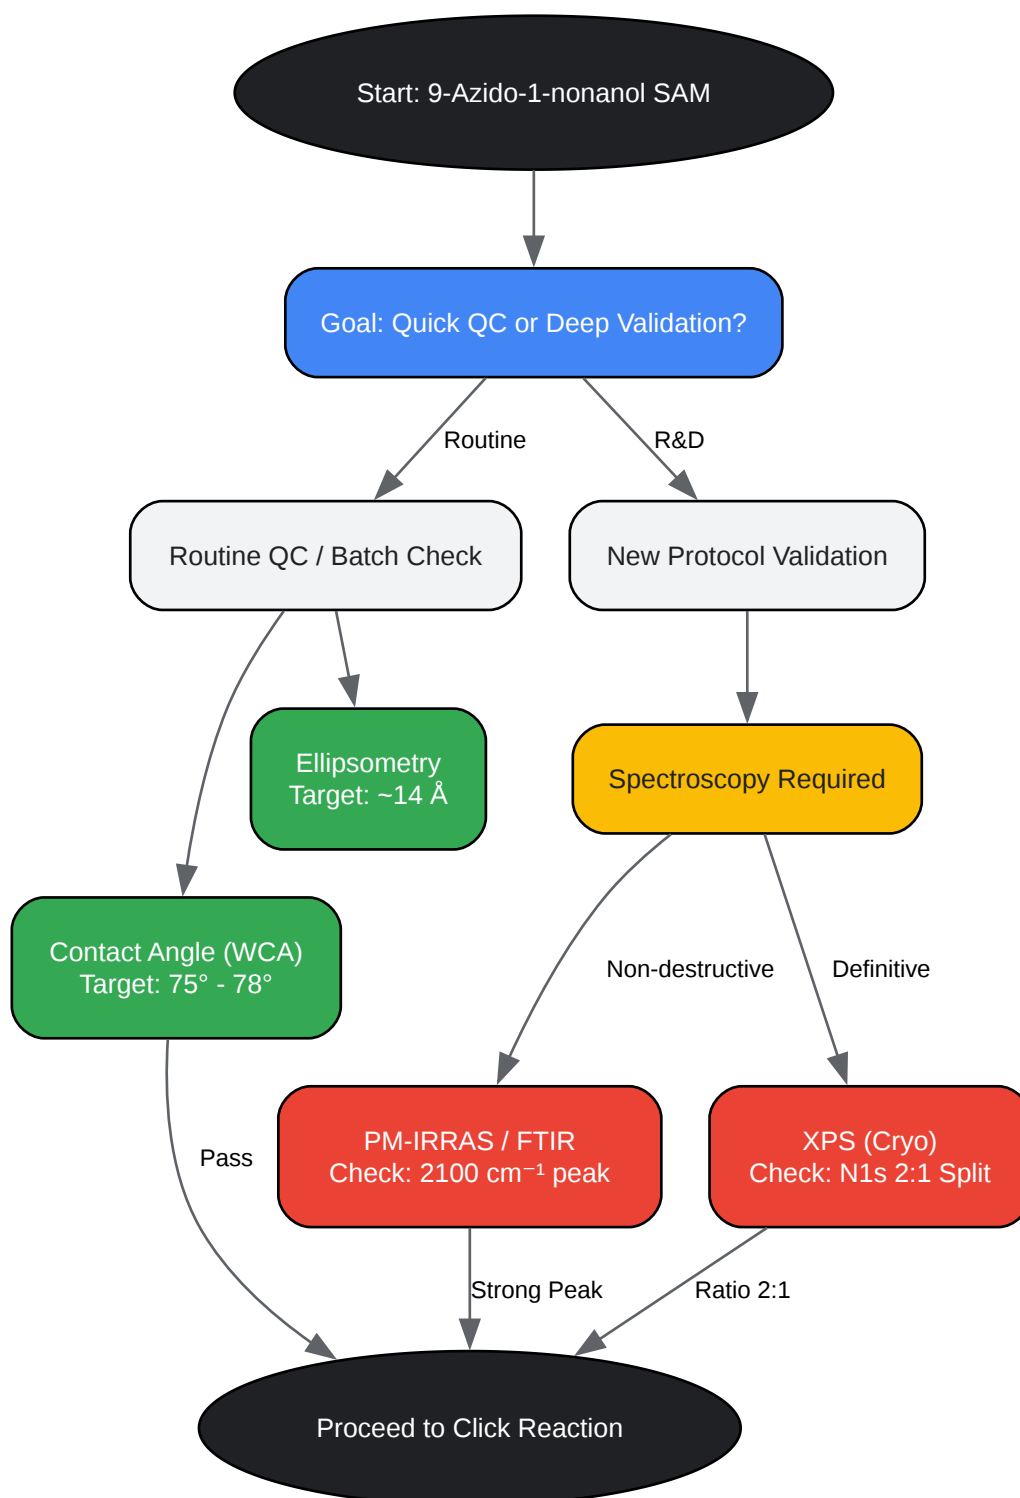 Start: 9-Azido-1-nonanol SAM
Goal: Quick QC or Deep Validation?
Routine
R&D
Routine QC / Batch Check
New Protocol Validation
Ellipsometry
Target: ~14 Å
Spectroscopy Required
Contact Angle (WCA)
Target: 75° - 78°
Non-destructive
Definitive
PM-IRRAS / FTIR
Check: 2100 cm⁻¹ peak
XPS (Cryo)
Check: N1s 2:1 Split
Pass
Strong Peak
Ratio 2:1
Proceed to Click Reaction